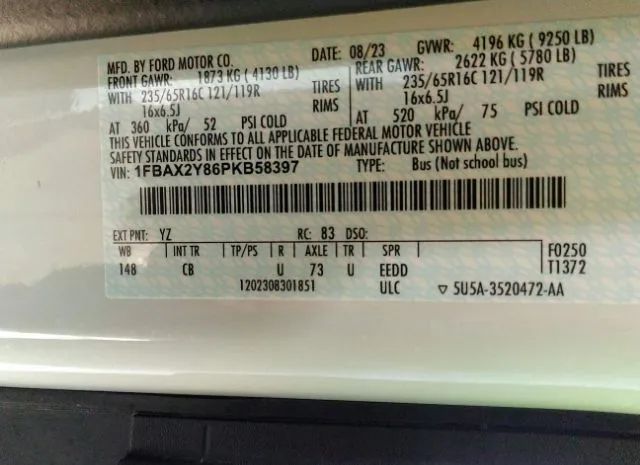 MFD. BY FORD MOTOR CO. DATE: 08/23 GVWR: 4196 KG ( 9250 LB)
FRONT GAWR: 1873 KG ( 4130 LB) REAR GAWR: 2622 KG ( 5780 LB)
WITH 235/65R16C 121/119R TIRES WITH 235/65R16C 121/119R TIRES
16x6.5J RIMS 16x6.5J RIMS
AT 360 kPa/ 52 PSI COLD AT 520 kPa/ 75 PSI COLD
THIS VEHICLE CONFORMS TO ALL APPLICABLE FEDERAL MOTOR VEHICLE
SAFETY STANDARDS IN EFFECT ON THE DATE OF MANUFACTURE SHOWN ABOVE.
VIN: 1FBAX2Y86PKB58397 Bus (Not school bus)
EXT PNT: YZ RC: 83 DSO:
WB INT TR TP/PS R AXLE TR SPR F0250
148 CB U 73 U EEDD T1372
1202308301851 ULC ▽ 5U5A-3520472-AA